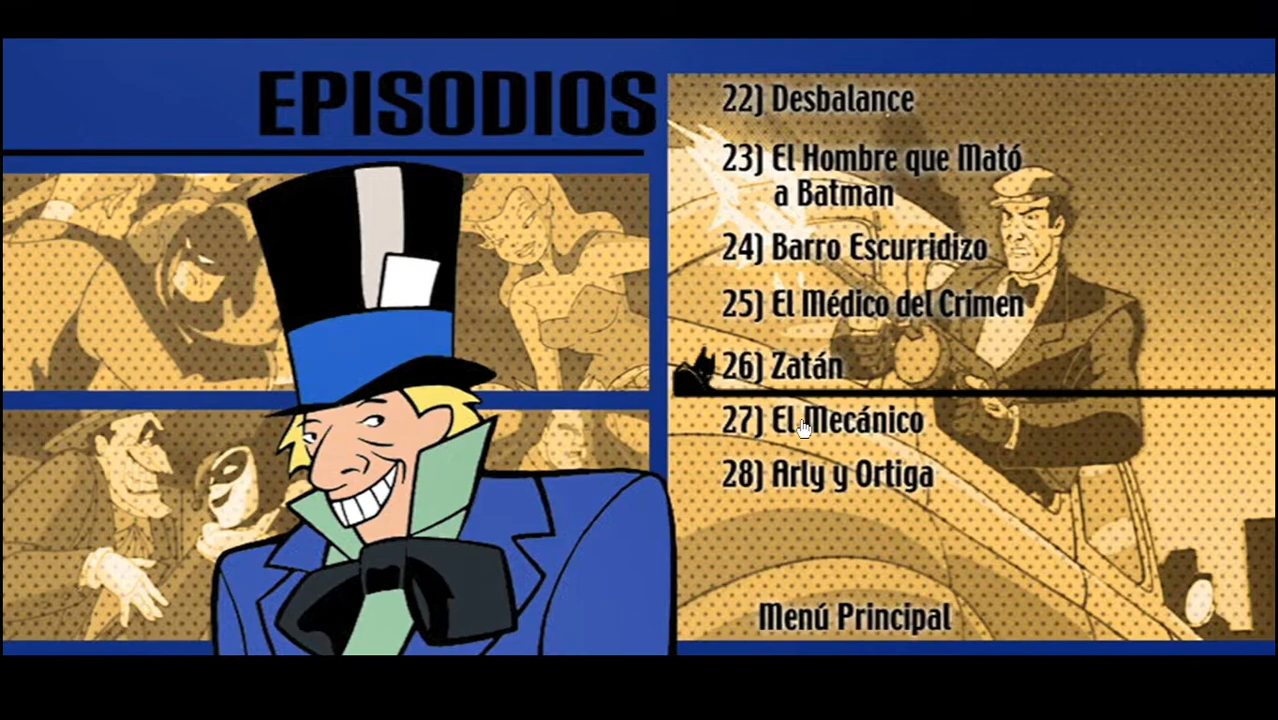 EPISODIOS
22) Desbalance
23) El Hombre que Mató
a Batman
24) Barro Escurridizo
25) El Médico del Crimen
26) Zatán
27) El Mecánico
28) Arly y Ortiga
Menú Principal